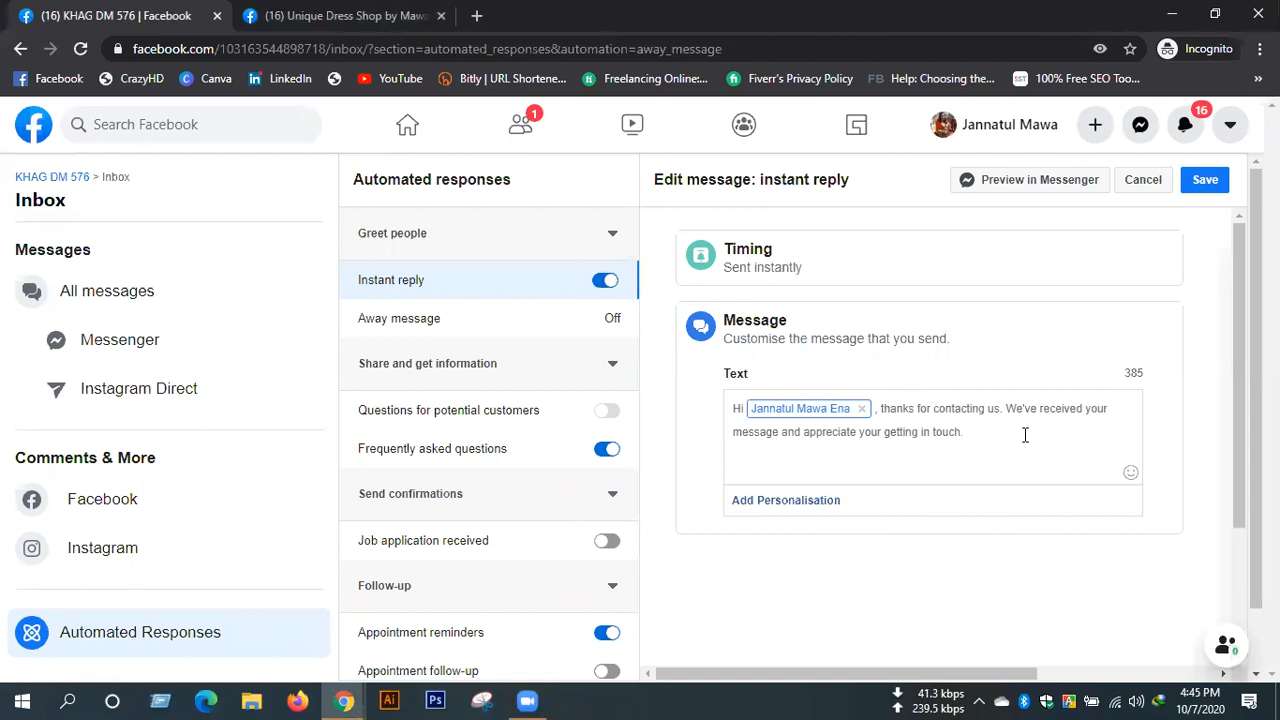 (16) KHAG DM 576 | Facebook
(16) Unique Dress Shop by Maw
facebook.com/103163544898718/inbox/?section=automated_responses&automation=away_message
Incognito
Facebook
CrazyHD
Canva
LinkedIn
YouTube
Bitly | URL Shortene...
Freelancing Online:...
Fiverr's Privacy Policy
FB Help: Choosing the...
SST 100% Free SEO Too...
»
Search Facebook
1
Jannatul Mawa
16
KHAG DM 576 > Inbox
Inbox
Messages
All messages
Messenger
Instagram Direct
Comments & More
Facebook
Instagram
Automated Responses
Automated responses
Greet people
Instant reply
Away message
Off
Share and get information
Questions for potential customers
Frequently asked questions
Send confirmations
Job application received
Follow-up
Appointment reminders
Appointment follow-up
Edit message: instant reply
Preview in Messenger
Cancel
Save
Timing
Sent instantly
Message
Customise the message that you send.
Text
385
Hi Jannatul Mawa Ena × , thanks for contacting us. We've received your
message and appreciate your getting in touch.
Add Personalisation
0
Ai
Ps
41.3 kbps
239.5 kbps
4:45 PM
10/7/2020